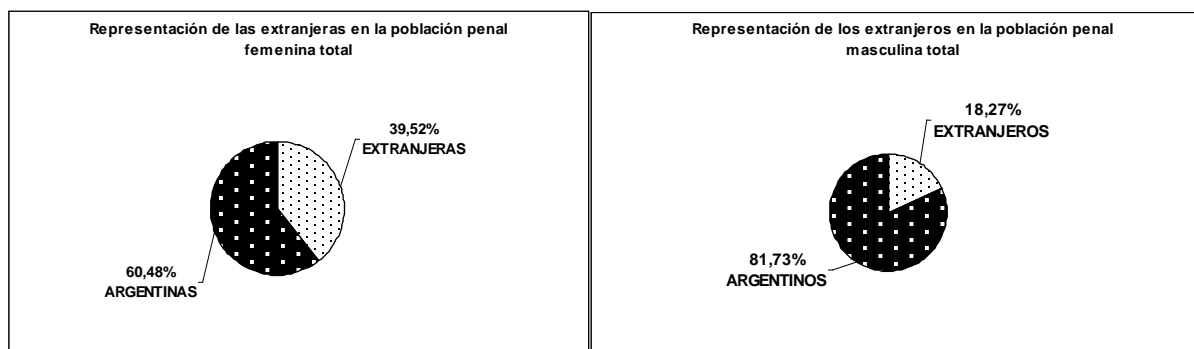 Representación de las extranjeras en la población penal
femenina total
39,52%
EXTRANJERAS
60,48%
ARGENTINAS
Representación de los extranjeros en la población penal
masculina total
18,27%
EXTRANJEROS
81,73%
ARGENTINOS